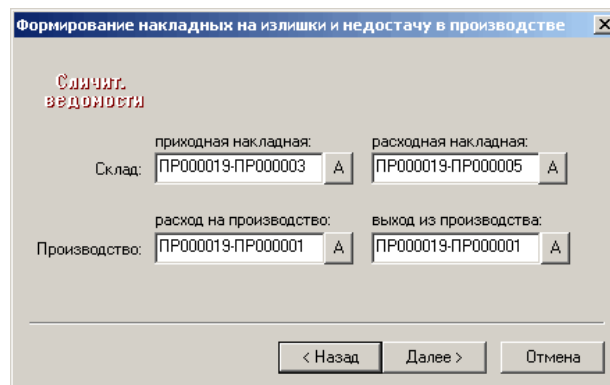 Формирование накладных на излишки и недостачу в производстве
Сличит.
ведомости
приходная накладная: расходная накладная:
Склад: ПР000019-ПР000003 А ПР000019-ПР000005 А
расход на производство: выход из производства:
Производство: ПР000019-ПР000001 А ПР000019-ПР000001 А
< Назад Далее > Отмена